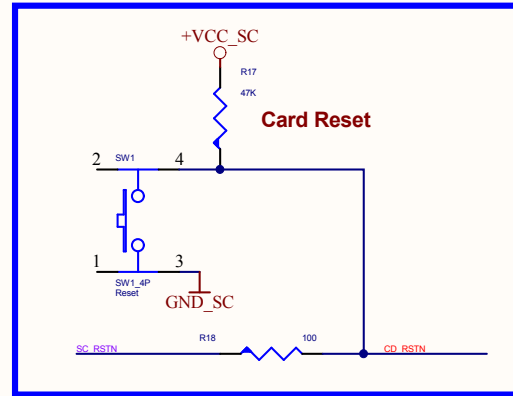 +VCC_SC
R17
47K
Card Reset
2 SW1 4
1 3
SW1_4P
Reset
GND_SC
R18 100
SC_RSTN CD_RSTN